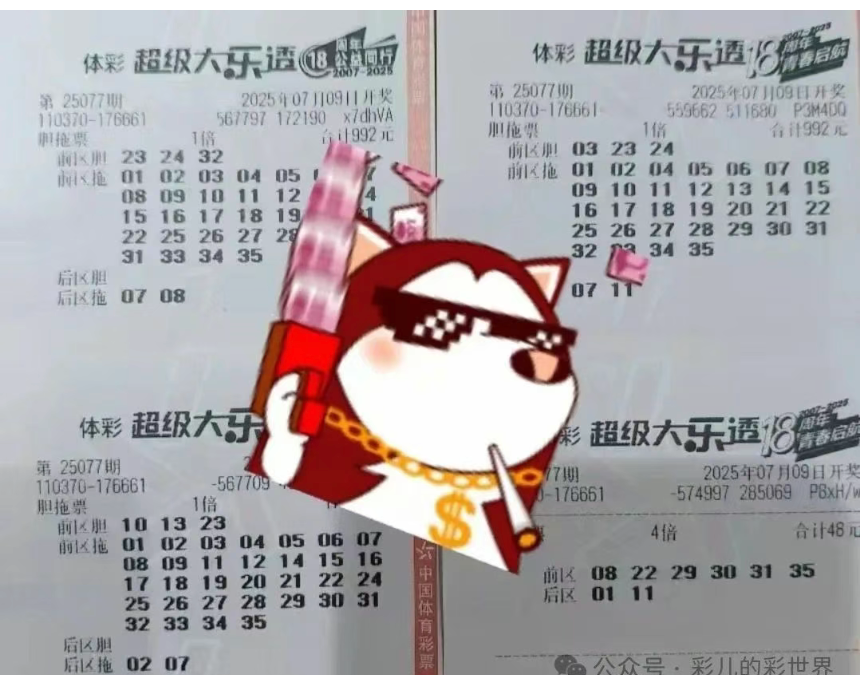 体彩 超级大乐透 18周年 公益同行 2007-2025
第 25077期 2025年07月09日开奖
110370-176661 567797 172190 x7dhVA
胆拖票 1倍 合计992元
前区胆 23 24 32
前区拖 01 02 03 04 05
08 09 10 11 12
15 16 17 18 19
22 25 26 27 28
31 33 34 35
后区胆
后区拖 07 08
体彩 超级大乐透 18周年 青春启航 2007-2025
第 25077期 2025年07月09日开奖
110370-176661 559662 511680 P9M4DQ
胆拖票 1倍 合计992元
前区胆 03 23 24
前区拖 01 02 04 05 06 07 08
09 10 11 12 13 14 15
16 17 18 19 20 21 22
25 26 27 28 29 30 31
32 33 34 35
07 11
体彩 超级大乐
第 25077期
110370-176661 -567709
胆拖票 1倍
前区胆 10 13 23
前区拖 01 02 03 04 05 06 07
08 09 11 12 14 15 16
17 18 19 20 21 22 24
25 26 27 28 29 30 31
32 33 34 35
后区胆
后区拖 02 07
彩 超级大乐透 18周年 青春启航 2007-2025
77期 2025年07月09日开奖
-176661 -574997 285069 P8xH/w
4倍 合计48元
前区 08 22 29 30 31 35
后区 01 11
中国体育彩票
$
公众号·彩儿的彩世界